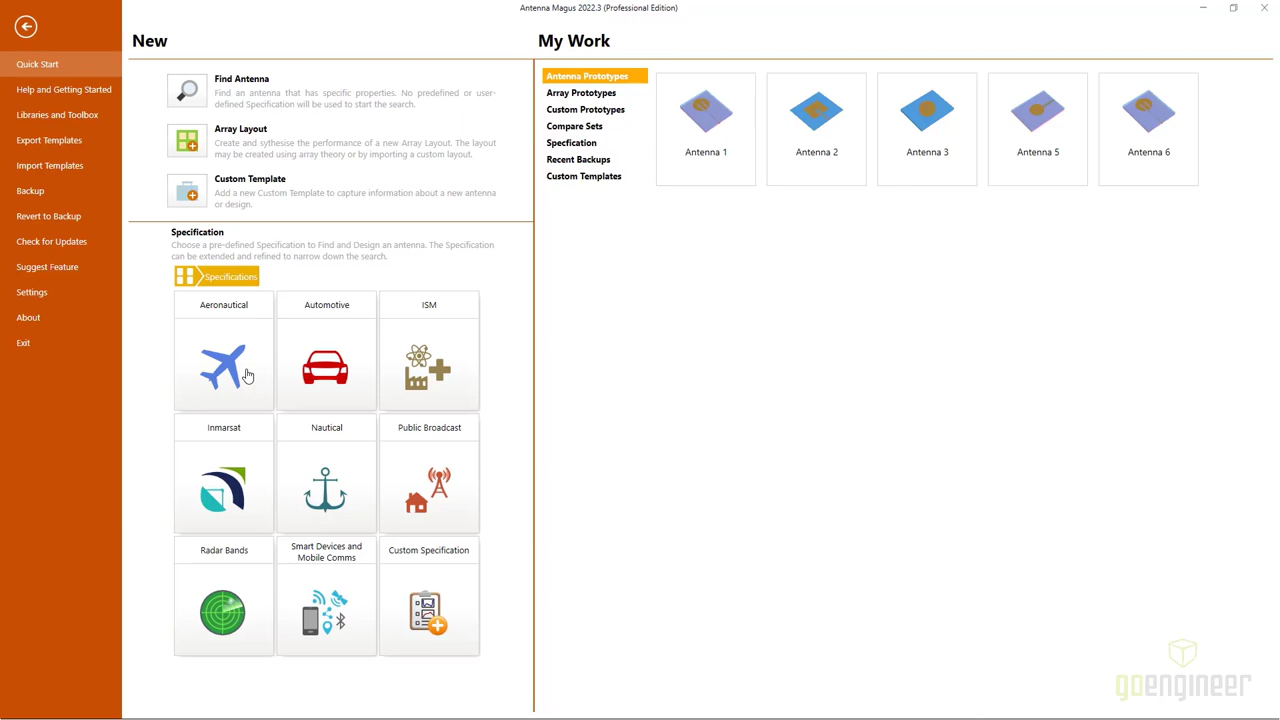 Antenna Magus 2022.3 (Professional Edition)
Quick Start
Help and Getting Started
Libraries and Toolbox
Export Templates
Import Templates
Backup
Revert to Backup
Check for Updates
Suggest Feature
Settings
About
Exit
New
Find Antenna
Find an antenna that has specific properties. No predefined or user-
defined Specification will be used to start the search.
Array Layout
Create and sythesise the performance of a new Array Layout. The layout
may be created using array theory or by importing a custom layout.
Custom Template
Add a new Custom Template to capture information about a new antenna
or design.
Specification
Choose a pre-defined Specification to Find and Design an antenna. The Specification
can be extended and refined to narrow down the search.
Specifications
Aeronautical
Automotive
ISM
Inmarsat
Nautical
Public Broadcast
Radar Bands
Smart Devices and
Mobile Comms
Custom Specification
My Work
Antenna Prototypes
Array Prototypes
Custom Prototypes
Compare Sets
Specfication
Recent Backups
Custom Templates
Antenna 1
Antenna 2
Antenna 3
Antenna 5
Antenna 6
goengineer